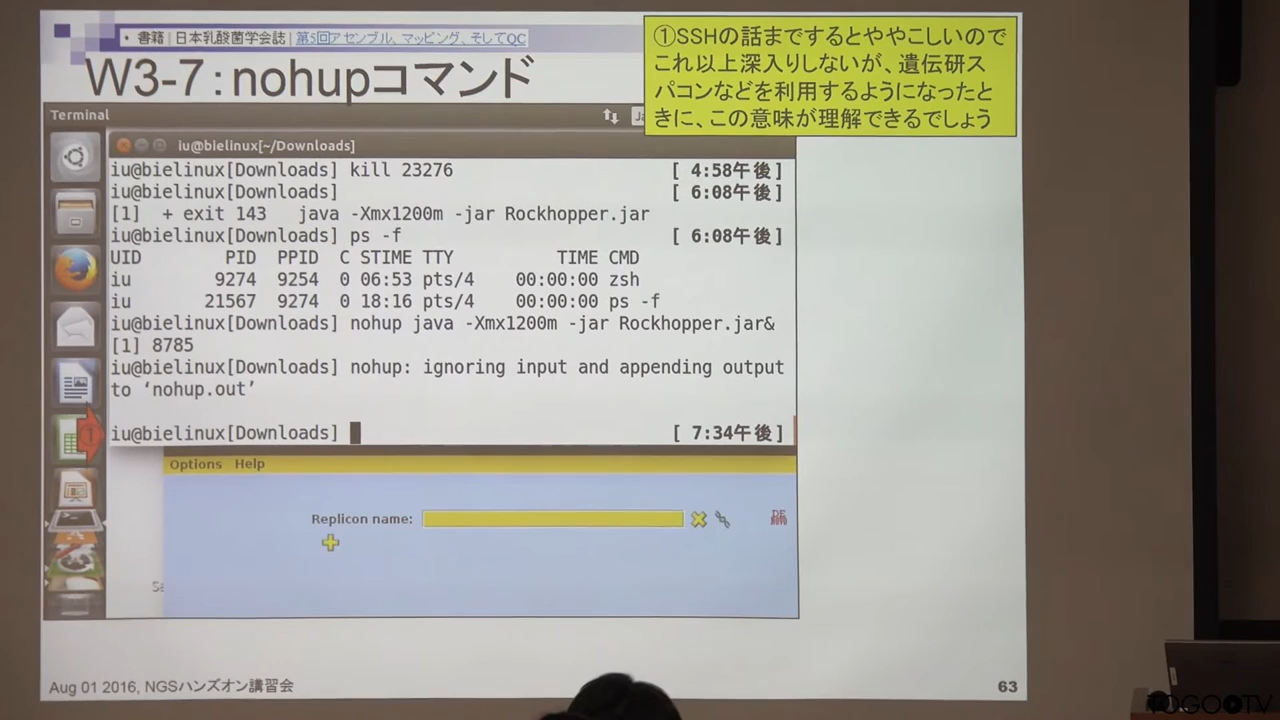 • 書籍 | 日本乳酸菌学会誌 | 第5回アセンブル、マッピング、そしてQC
W3-7：nohupコマンド
①SSHの話までするとややこしいので
これ以上深入りしないが、遺伝研ス
パコンなどを利用するようになったと
きに、この意味が理解できるでしょう
Terminal
iu@bielinux[~/Downloads]
iu@bielinux[Downloads] kill 23276 [ 4:58午後]
iu@bielinux[Downloads] [ 6:08午後]
[1] + exit 143 java -Xmx1200m -jar Rockhopper.jar
iu@bielinux[Downloads] ps -f [ 6:08午後]
UID PID PPID C STIME TTY TIME CMD
iu 9274 9254 0 06:53 pts/4 00:00:00 zsh
iu 21567 9274 0 18:16 pts/4 00:00:00 ps -f
iu@bielinux[Downloads] nohup java -Xmx1200m -jar Rockhopper.jar&
[1] 8785
iu@bielinux[Downloads] nohup: ignoring input and appending output
to ‘nohup.out’
①
iu@bielinux[Downloads] [ 7:34午後]
Options Help
Replicon name:
DE
Aug 01 2016, NGSハンズオン講習会
63
TOGOTV